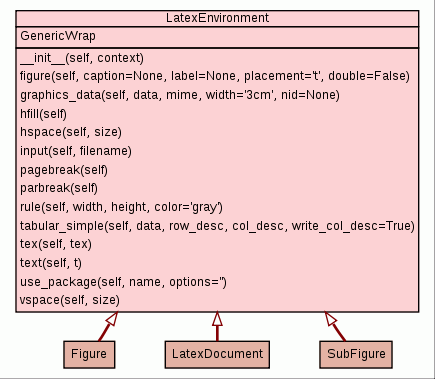 LatexEnvironment
GenericWrap
__init__(self, context)
figure(self, caption=None, label=None, placement='t', double=False)
graphics_data(self, data, mime, width='3cm', nid=None)
hfill(self)
hspace(self, size)
input(self, filename)
pagebreak(self)
parbreak(self)
rule(self, width, height, color='gray')
tabular_simple(self, data, row_desc, col_desc, write_col_desc=True)
tex(self, tex)
text(self, t)
use_package(self, name, options='')
vspace(self, size)
Figure LatexDocument SubFigure